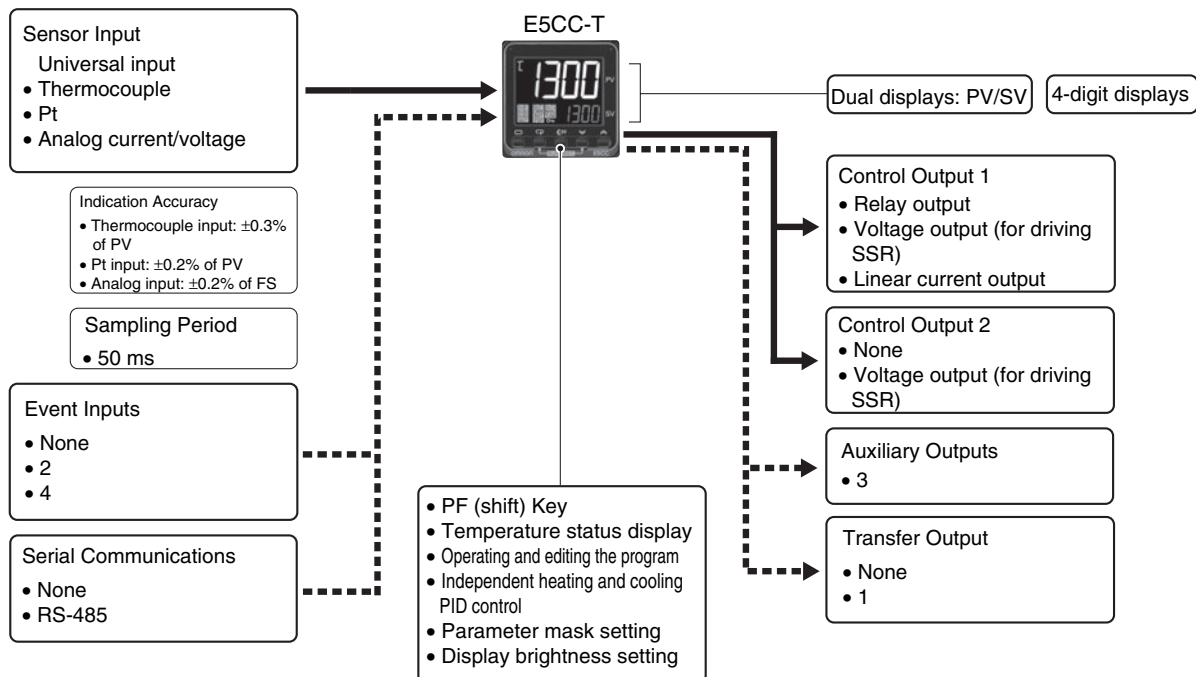 E5CC-T
Sensor Input
Universal input
• Thermocouple
• Pt
• Analog current/voltage
Indication Accuracy
• Thermocouple input: ±0.3%
of PV
• Pt input: ±0.2% of PV
• Analog input: ±0.2% of FS
Sampling Period
• 50 ms
Event Inputs
• None
• 2
• 4
Serial Communications
• None
• RS-485
1300
PV
1300
SV
OMRON
E5CC
• PF (shift) Key
• Temperature status display
• Operating and editing the program
• Independent heating and cooling
PID control
• Parameter mask setting
• Display brightness setting
Dual displays: PV/SV
4-digit displays
Control Output 1
• Relay output
• Voltage output (for driving
SSR)
• Linear current output
Control Output 2
• None
• Voltage output (for driving
SSR)
Auxiliary Outputs
• 3
Transfer Output
• None
• 1